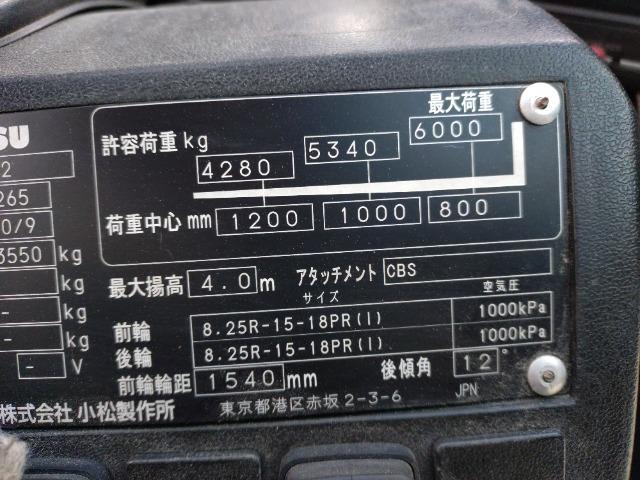 SU
最大荷重
許容荷重 kg
4280 5340 6000
荷重中心 mm 1200 1000 800
2
265
0/9
3550 kg
kg
- kg
- kg
- V
最大揚高 4.0 m アタッチメント CBS
サイズ 空気圧
前輪 8.25R-15-18PR(I) 1000kPa
後輪 8.25R-15-18PR(I) 1000kPa
前輪輪距 1540 mm 後傾角 12°
株式会社 小松製作所 東京都港区赤坂 2-3-6 JPN